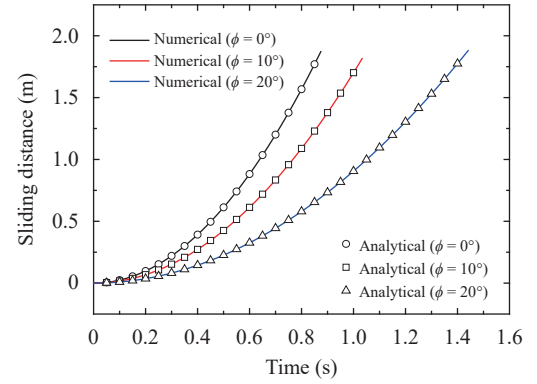 2.0
1.5
1.0
0.5
0
0
0.2
0.4
0.6
0.8
1.0
1.2
1.4
1.6
Sliding distance (m)
Time (s)
Numerical (ϕ = 0°)
Numerical (ϕ = 10°)
Numerical (ϕ = 20°)
Analytical (ϕ = 0°)
Analytical (ϕ = 10°)
Analytical (ϕ = 20°)